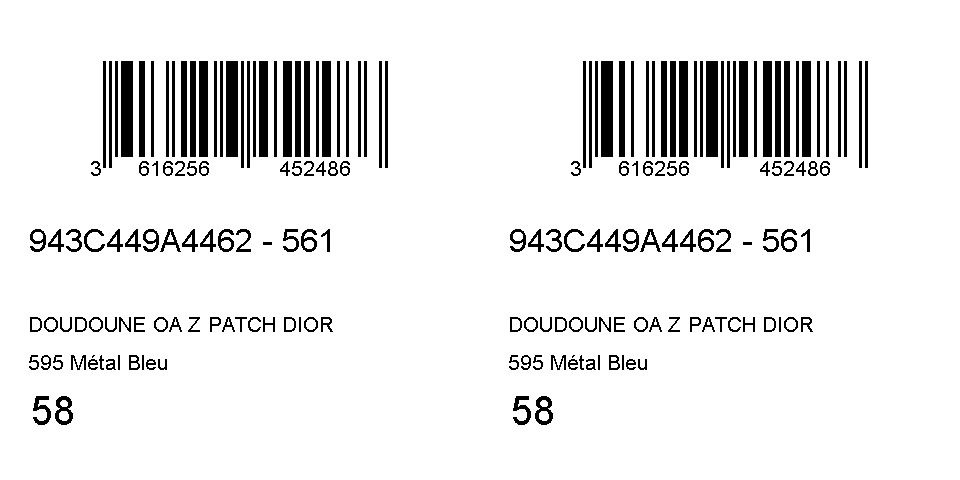 3 616256 452486
943C449A4462 - 561
DOUDOUNE OA Z PATCH DIOR
595 Métal Bleu
58
3 616256 452486
943C449A4462 - 561
DOUDOUNE OA Z PATCH DIOR
595 Métal Bleu
58